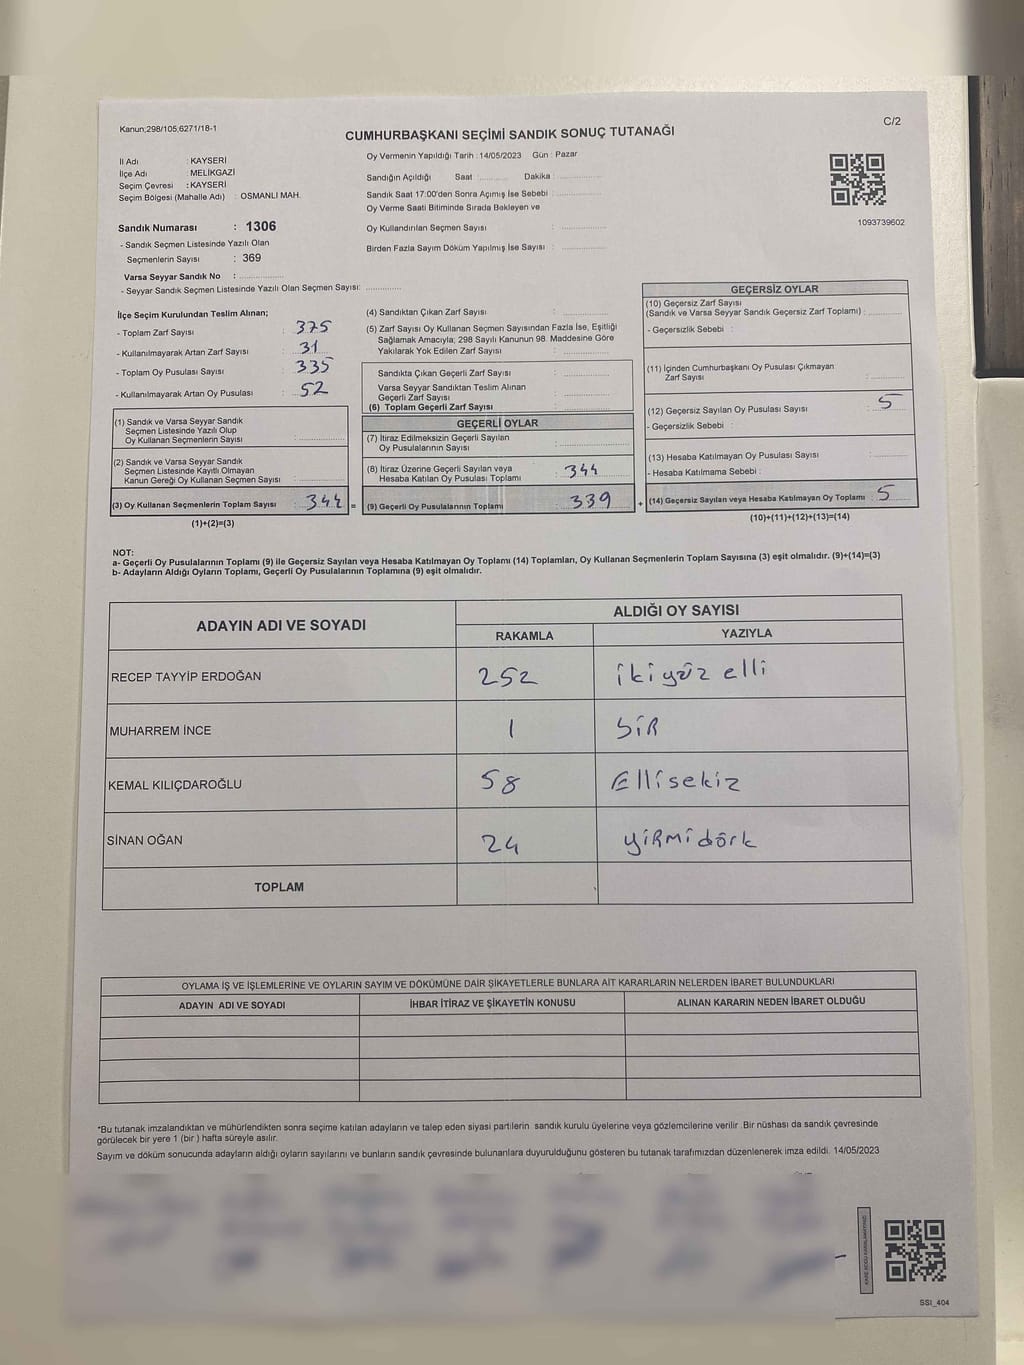 Kanun;298/105;6271/18-1
C/2
CUMHURBAŞKANI SEÇİMİ SANDIK SONUÇ TUTANAĞI
İl Adı : KAYSERİ
İlçe Adı : MELİKGAZİ
Seçim Çevresi : KAYSERİ
Seçim Bölgesi (Mahalle Adı) : OSMANLI MAH.
Sandık Numarası : 1306
- Sandık Seçmen Listesinde Yazılı Olan
Seçmenlerin Sayısı : 369
Varsa Seyyar Sandık No :
- Seyyar Sandık Seçmen Listesinde Yazılı Olan Seçmen Sayısı:
Oy Vermenin Yapıldığı Tarih : 14/05/2023 Gün : Pazar
Sandığın Açıldığı Saat : Dakika :
Sandık Saat 17:00'den Sonra Açımış İse Sebebi :
Oy Verme Saati Bitiminde Sırada Bekleyen ve
Oy Kullandırılan Seçmen Sayısı :
Birden Fazla Sayım Döküm Yapılmış İse Sayısı :
1093739602
İlçe Seçim Kurulundan Teslim Alınan;
- Toplam Zarf Sayısı : 375
- Kullanılmayarak Artan Zarf Sayısı : 31
- Toplam Oy Pusulası Sayısı : 335
- Kullanılmayarak Artan Oy Pusulası : 52
(1) Sandık ve Varsa Seyyar Sandık
Seçmen Listesinde Yazılı Olup
Oy Kullanan Seçmenlerin Sayısı :
(2) Sandık ve Varsa Seyyar Sandık
Seçmen Listesinde Kayıtlı Olmayan
Kanun Gereği Oy Kullanan Seçmen Sayısı :
(3) Oy Kullanan Seçmenlerin Toplam Sayısı : 344 =
(1)+(2)=(3)
(4) Sandıktan Çıkan Zarf Sayısı :
(5) Zarf Sayısı Oy Kullanan Seçmen Sayısından Fazla İse, Eşitliği
Sağlamak Amacıyla; 298 Sayılı Kanunun 98. Maddesine Göre
Yakılarak Yok Edilen Zarf Sayısı :
Sandıkta Çıkan Geçerli Zarf Sayısı :
Varsa Seyyar Sandıktan Teslim Alınan
Geçerli Zarf Sayısı :
(6) Toplam Geçerli Zarf Sayısı :
GEÇERLİ OYLAR
(7) İtiraz Edilmeksizin Geçerli Sayılan
Oy Pusulalarının Sayısı :
(8) İtiraz Üzerine Geçerli Sayılan veya
Hesaba Katılan Oy Pusulası Toplamı : 344
(9) Geçerli Oy Pusulalarının Toplamı : 339 +
GEÇERSİZ OYLAR
(10) Geçersiz Zarf Sayısı
(Sandık ve Varsa Seyyar Sandık Geçersiz Zarf Toplamı) :
- Geçersizlik Sebebi :
(11) İçinden Cumhurbaşkanı Oy Pusulası Çıkmayan
Zarf Sayısı :
(12) Geçersiz Sayılan Oy Pusulası Sayısı : 5
- Geçersizlik Sebebi :
(13) Hesaba Katılmayan Oy Pusulası Sayısı :
- Hesaba Katılmama Sebebi :
(14) Geçersiz Sayılan veya Hesaba Katılmayan Oy Toplamı : 5
(10)+(11)+(12)+(13)=(14)
NOT:
a- Geçerli Oy Pusulalarının Toplamı (9) ile Geçersiz Sayılan veya Hesaba Katılmayan Oy Toplamı (14) Toplamları, Oy Kullanan Seçmenlerin Toplam Sayısına (3) eşit olmalıdır. (9)+(14)=(3)
b- Adayların Aldığı Oyların Toplamı, Geçerli Oy Pusulalarının Toplamına (9) eşit olmalıdır.
ADAYIN ADI VE SOYADI
ALDIĞI OY SAYISI
RAKAMLA YAZIYLA
RECEP TAYYİP ERDOĞAN 252 ikiyüz elli
MUHARREM İNCE 1 BİR
KEMAL KILIÇDAROĞLU 58 Ellisekiz
SİNAN OĞAN 24 yirmidörk
TOPLAM
OYLAMA İŞ VE İŞLEMLERİNE VE OYLARIN SAYIM VE DÖKÜMÜNE DAİR ŞİKAYETLERLE BUNLARA AİT KARARLARIN NELERDEN İBARET BULUNDUKLARI
ADAYIN ADI VE SOYADI İHBAR İTİRAZ VE ŞİKAYETİN KONUSU ALINAN KARARIN NEDEN İBARET OLDUĞU
*Bu tutanak imzalandıktan ve mühürlendikten sonra seçime katılan adayların ve talep eden siyasi partilerin sandık kurulu üyelerine veya gözlemcilerine verilir .Bir nüshası da sandık çevresinde
görülecek bir yere 1 (bir ) hafta süreyle asılır.
Sayım ve döküm sonucunda adayların aldığı oyların sayılarını ve bunların sandık çevresinde bulunanlara duyurulduğunu gösteren bu tutanak tarafımızdan düzenlenerek imza edildi. 14/05/2023
SSI_404